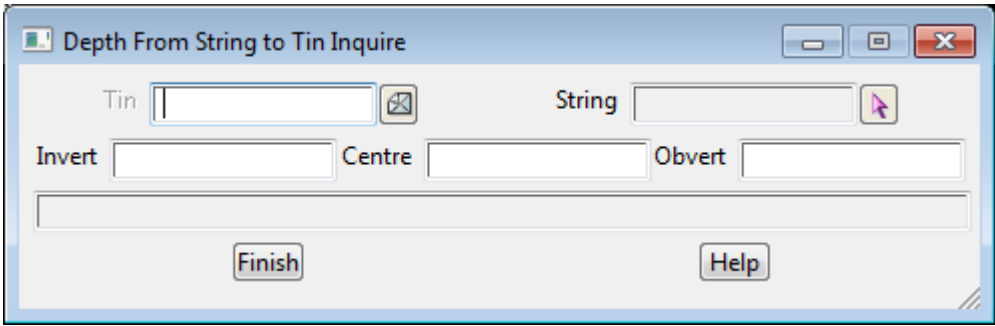 Depth From String to Tin Inquire
Tin String
Invert Centre Obvert
Finish Help